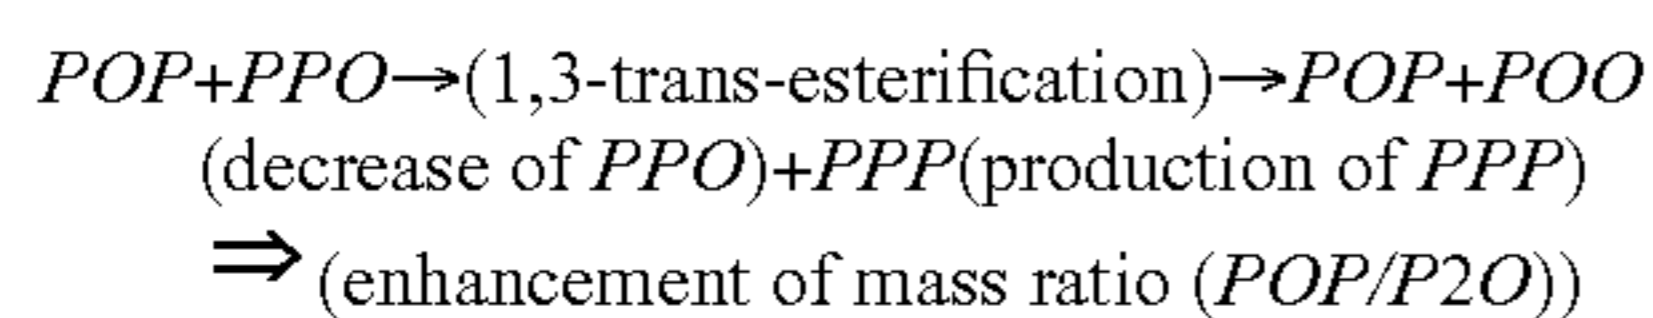 POP+PPO→(1,3-trans-esterification)→POP+POO
(decrease of PPO)+PPP(production of PPP)
⇒(enhancement of mass ratio (POP/P2O))